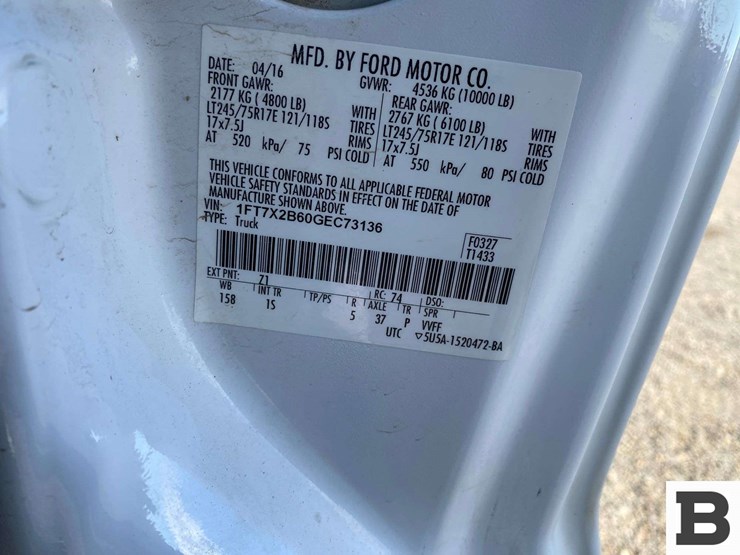 MFD. BY FORD MOTOR CO.
DATE: 04/16 GVWR: 4536 KG (10000 LB)
FRONT GAWR: REAR GAWR:
2177 KG ( 4800 LB) WITH 2767 KG ( 6100 LB) WITH
LT245/75R17E 121/118S TIRES LT245/75R17E 121/118S TIRES
17x7.5J RIMS 17x7.5J RIMS
AT 520 kPa/ 75 PSI COLD AT 550 kPa/ 80 PSI COLD
THIS VEHICLE CONFORMS TO ALL APPLICABLE FEDERAL MOTOR
VEHICLE SAFETY STANDARDS IN EFFECT ON THE DATE OF
MANUFACTURE SHOWN ABOVE.
VIN: 1FT7X2B60GEC73136
TYPE: Truck
F0327
T1433
EXT PNT: Z1 RC: 74 DSO:
WB INT TR TP/PS R AXLE TR SPR
158 1S 5 37 P VVFF
UTC ▽5U5A-1520472-BA
B